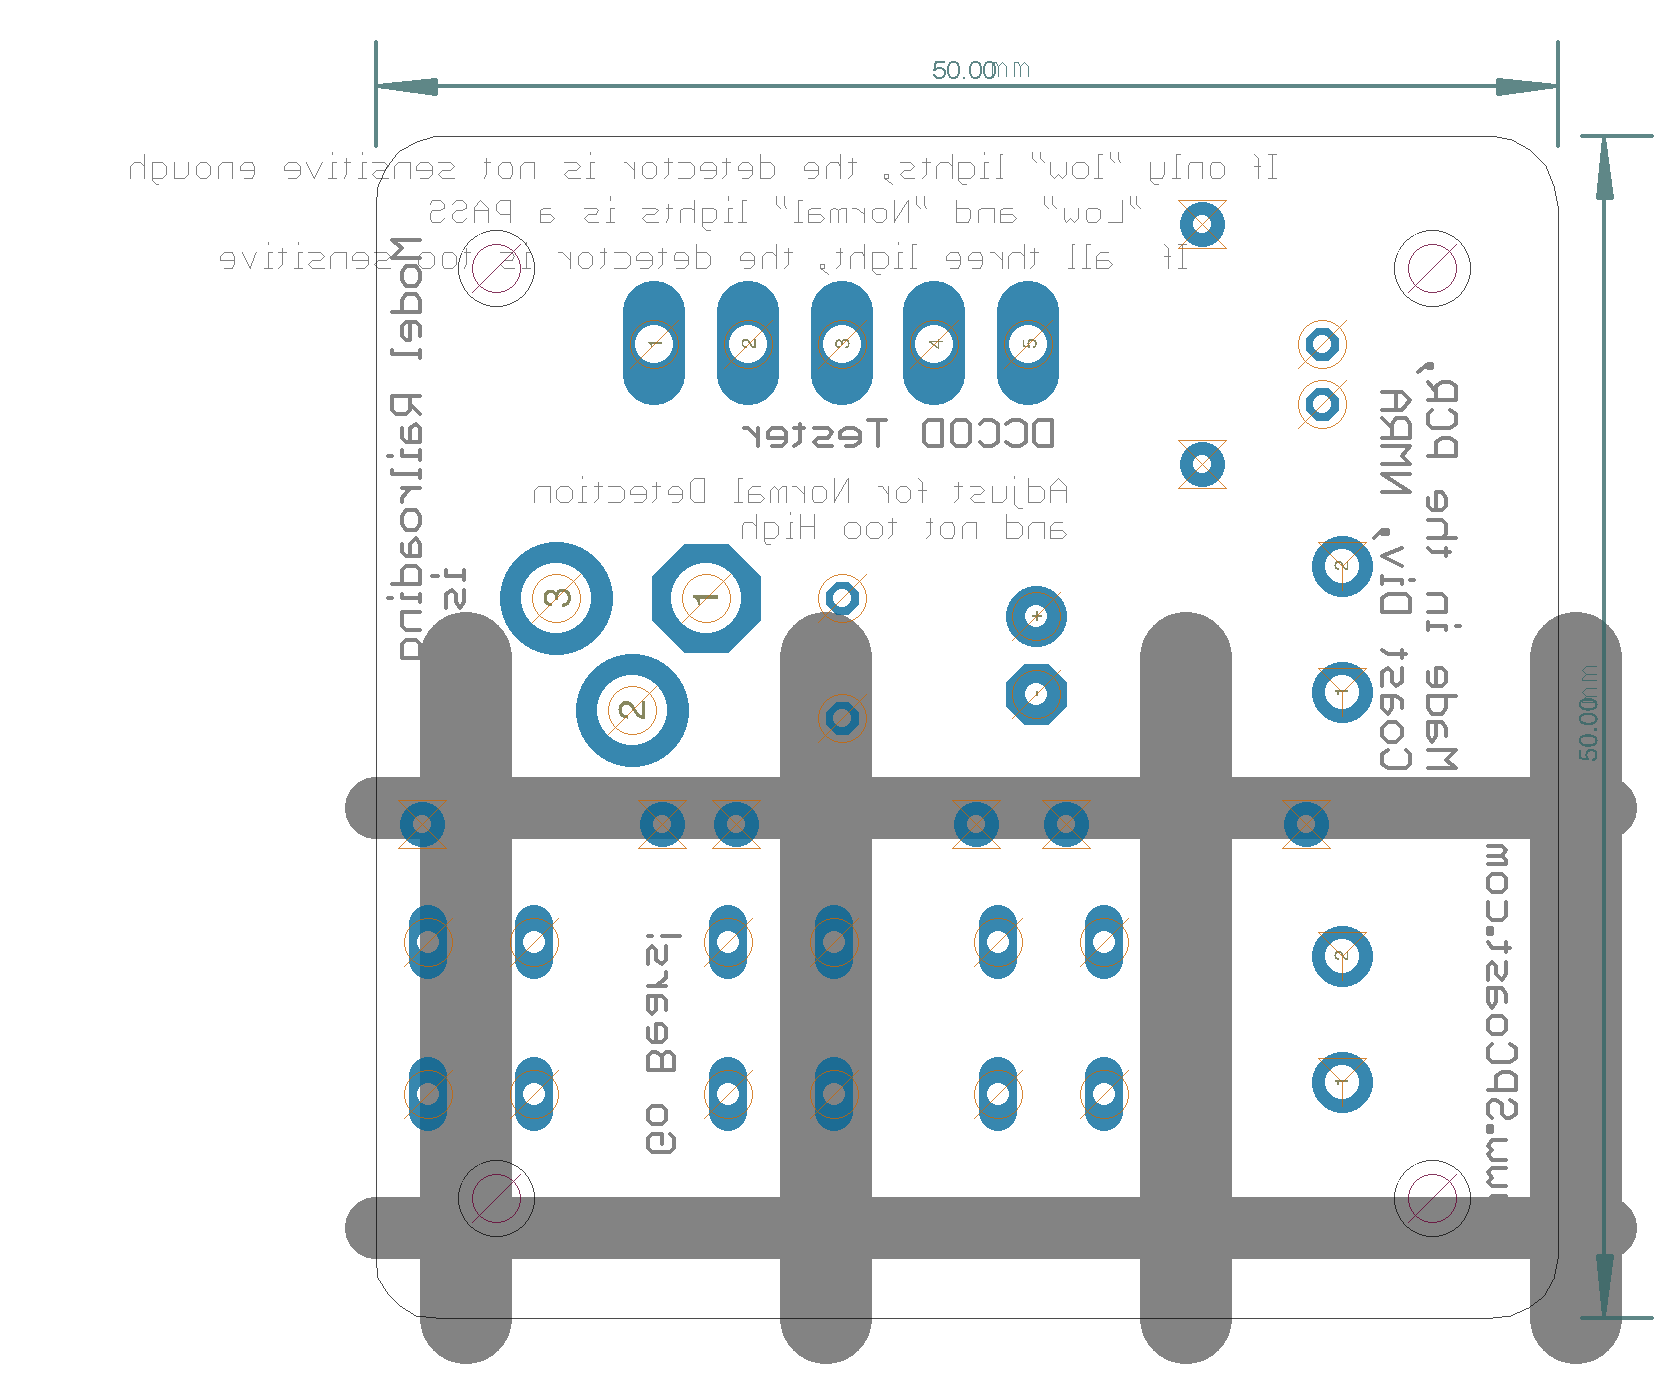 50.00mm
If only "low" lights, the detector is not sensitive enough
"Low" and "Normal" lights is a PASS
If all three light, the detector is too sensitive
Model Railroading
is
1 2 3 4 5
DCCOD Tester
Adjust for Normal Detection
and not too High
Made in the PCR,
Coast Div, NMRA
3 1
2
+
-
2
1
50.00mm
Go Bears!
2
1
www.SPCoast.com